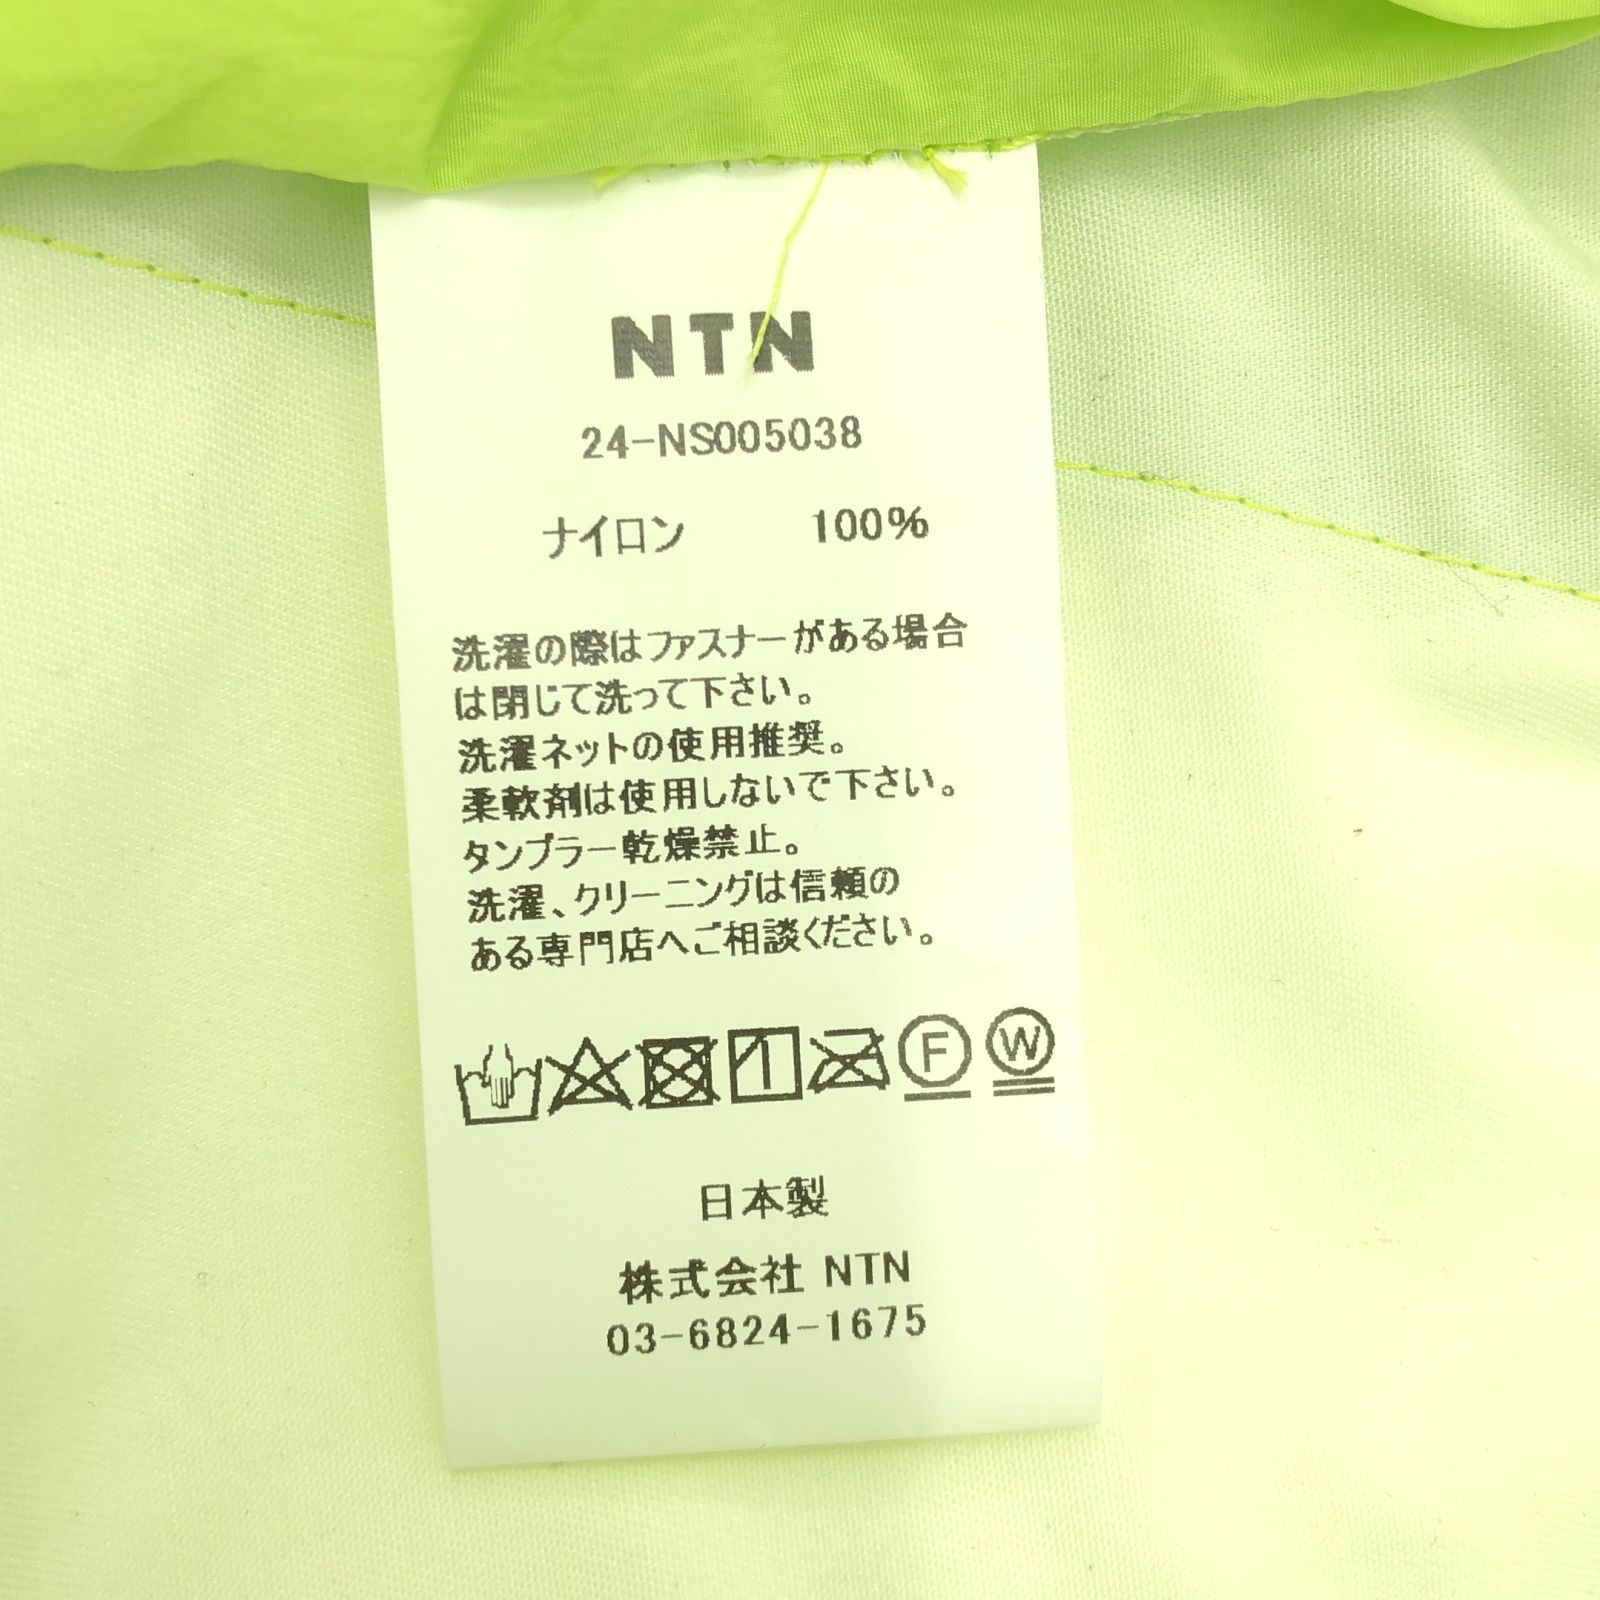 NTN
24-NS005038
ナイロン 100%
洗濯の際はファスナーがある場合
は閉じて洗って下さい。
洗濯ネットの使用推奨。
柔軟剤は使用しないで下さい。
タンブラー乾燥禁止。
洗濯、クリーニングは信頼の
ある専門店へご相談ください。
F W
日本製
株式会社 NTN
03-6824-1675